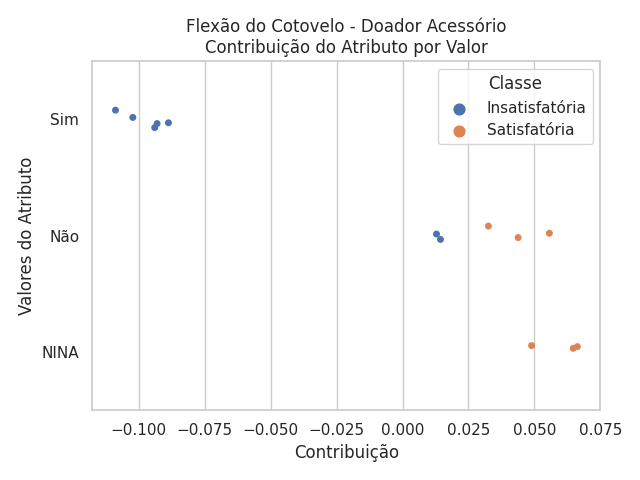 Flexão do Cotovelo - Doador Acessório
Contribuição do Atributo por Valor
Classe
Insatisfatória
Satisfatória
Valores do Atributo
Sim
Não
NINA
−0.100 −0.075 −0.050 −0.025 0.000 0.025 0.050 0.075
Contribuição